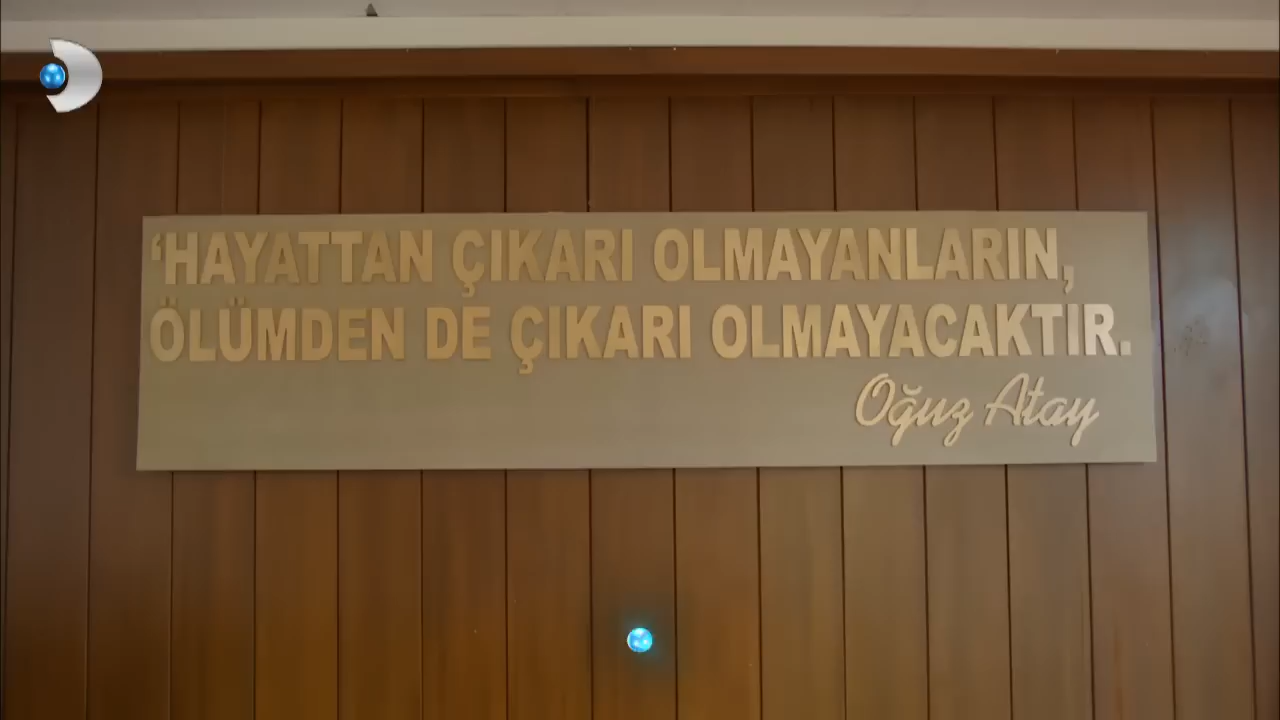 ‘HAYATTAN ÇIKARI OLMAYANLARIN,
ÖLÜMDEN DE ÇIKARI OLMAYACAKTIR.
Oğuz Atay